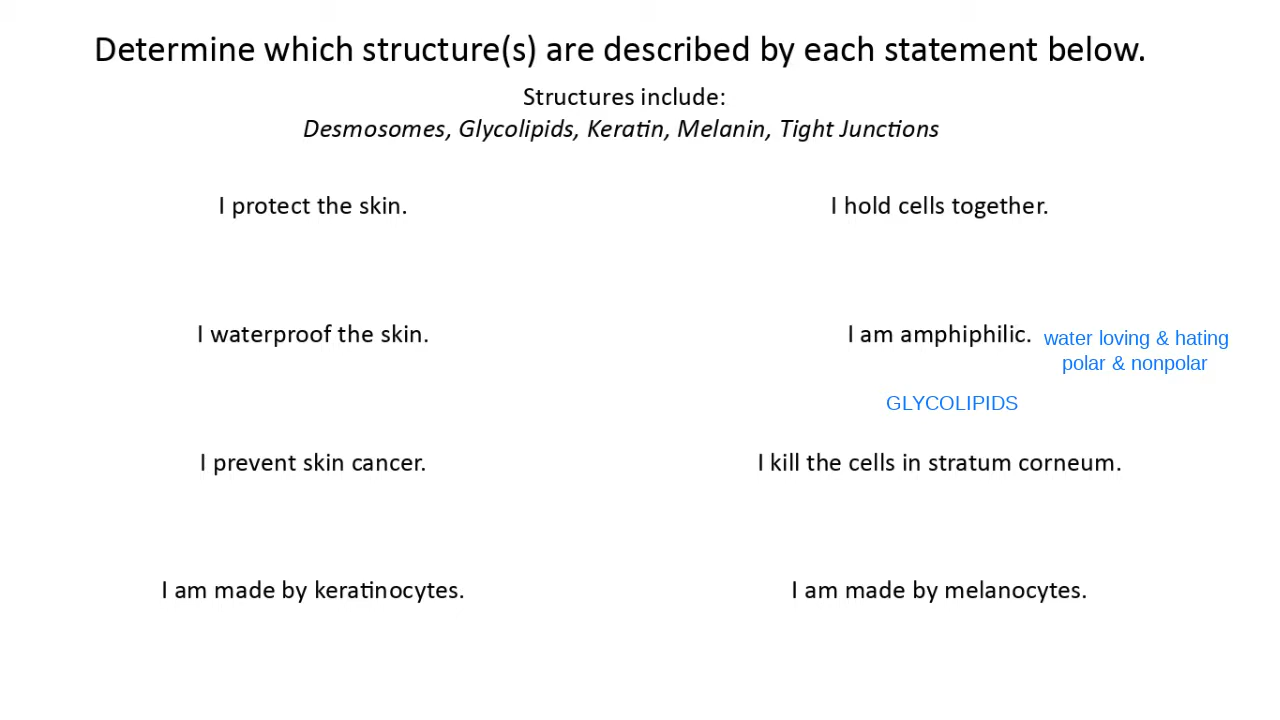 Determine which structure(s) are described by each statement below.
Structures include:
Desmosomes, Glycolipids, Keratin, Melanin, Tight Junctions
I protect the skin.
I hold cells together.
I waterproof the skin.
I am amphiphilic.
water loving & hating
polar & nonpolar
GLYCOLIPIDS
I prevent skin cancer.
I kill the cells in stratum corneum.
I am made by keratinocytes.
I am made by melanocytes.